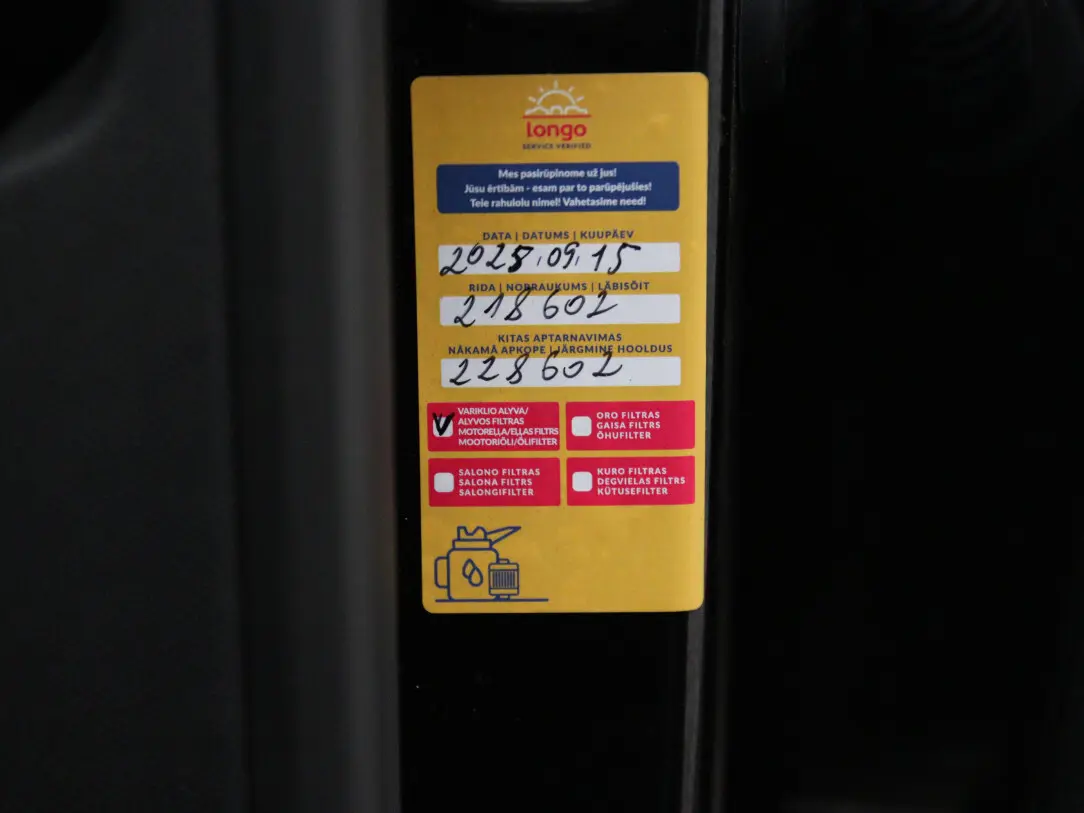 longo
SERVICE VERIFIED
Mes pasirūpinome už jus!
Jūsu ērtībām - esam par to parūpējušies!
Teie rahulolu nimel! Vahetasime need!
DATA | DATUMS | KUUPÄEV
2025.09.15
RIDA | NOBRAUKUMS | LÄBISÕIT
218 602
KITAS APTARNAVIMAS
NĀKAMĀ APKOPE | JÄRGMINE HOOLDUS
228 602
VARIKLIO ALYVA/
ALYVOS FILTRAS
MOTOREĻĻA/EĻĻAS FILTRS
MOOTORIÕLI/ÕLIFILTER
ORO FILTRAS
GAISA FILTRS
ÕHUFILTER
SALONO FILTRAS
SALONA FILTRS
SALONGIFILTER
KURO FILTRAS
DEGVIELAS FILTRS
KÜTUSEFILTER